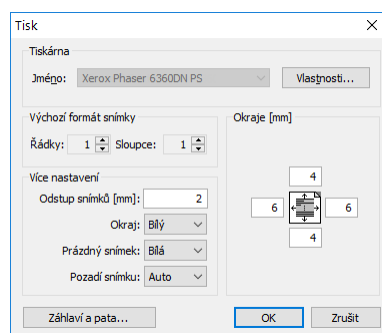 Tisk
Tiskárna
Jméno: Xerox Phaser 6360DN PS Vlastnosti...
Výchozí formát snímky
Řádky: 1 Sloupce: 1
Okraje [mm]
4
6 6
4
Více nastavení
Odstup snímků [mm]: 2
Okraj: Bílý
Prázdný snímek: Bílá
Pozadí snímku: Auto
Záhlaví a pata... OK Zrušit